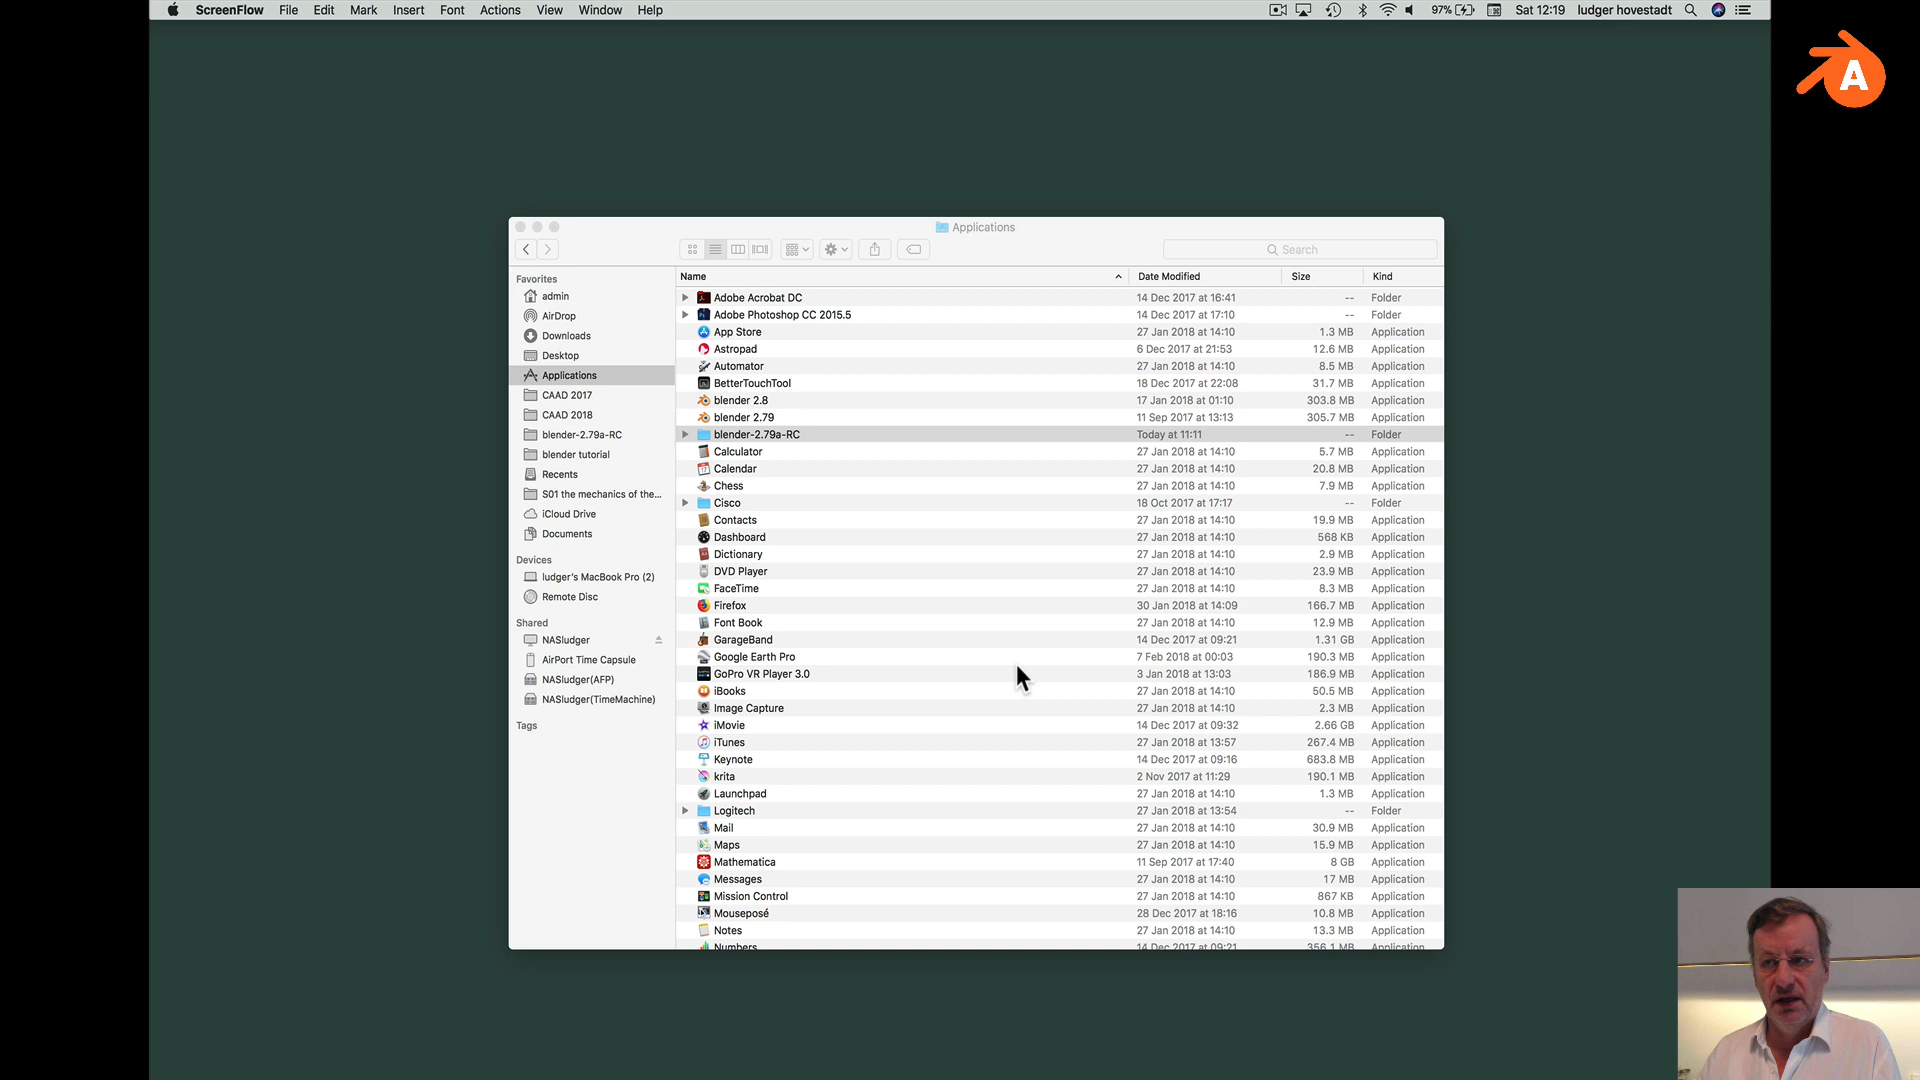 ScreenFlow File Edit Mark Insert Font Actions View Window Help 97% Sat 12:19 ludger hovestadt
A
Applications
Search
Favorites
admin
AirDrop
Downloads
Desktop
Applications
CAAD 2017
CAAD 2018
blender-2.79a-RC
blender tutorial
Recents
S01 the mechanics of the...
iCloud Drive
Documents
Devices
ludger's MacBook Pro (2)
Remote Disc
Shared
NASludger
AirPort Time Capsule
NASludger(AFP)
NASludger(TimeMachine)
Tags
Name Date Modified Size Kind
Adobe Acrobat DC 14 Dec 2017 at 16:41 -- Folder
Adobe Photoshop CC 2015.5 14 Dec 2017 at 17:10 -- Folder
App Store 27 Jan 2018 at 14:10 1.3 MB Application
Astropad 6 Dec 2017 at 21:53 12.6 MB Application
Automator 27 Jan 2018 at 14:10 8.5 MB Application
BetterTouchTool 18 Dec 2017 at 22:08 31.7 MB Application
blender 2.8 17 Jan 2018 at 01:10 303.8 MB Application
blender 2.79 11 Sep 2017 at 13:13 305.7 MB Application
blender-2.79a-RC Today at 11:11 -- Folder
Calculator 27 Jan 2018 at 14:10 5.7 MB Application
Calendar 27 Jan 2018 at 14:10 20.8 MB Application
Chess 27 Jan 2018 at 14:10 7.9 MB Application
Cisco 18 Oct 2017 at 17:17 -- Folder
Contacts 27 Jan 2018 at 14:10 19.9 MB Application
Dashboard 27 Jan 2018 at 14:10 568 KB Application
Dictionary 27 Jan 2018 at 14:10 2.9 MB Application
DVD Player 27 Jan 2018 at 14:10 23.9 MB Application
FaceTime 27 Jan 2018 at 14:10 8.3 MB Application
Firefox 30 Jan 2018 at 14:09 166.7 MB Application
Font Book 27 Jan 2018 at 14:10 12.9 MB Application
GarageBand 14 Dec 2017 at 09:21 1.31 GB Application
Google Earth Pro 7 Feb 2018 at 00:03 190.3 MB Application
GoPro VR Player 3.0 3 Jan 2018 at 13:03 186.9 MB Application
iBooks 27 Jan 2018 at 14:10 50.5 MB Application
Image Capture 27 Jan 2018 at 14:10 2.3 MB Application
iMovie 14 Dec 2017 at 09:32 2.66 GB Application
iTunes 27 Jan 2018 at 13:57 267.4 MB Application
Keynote 14 Dec 2017 at 09:16 683.8 MB Application
krita 2 Nov 2017 at 11:29 190.1 MB Application
Launchpad 27 Jan 2018 at 14:10 1.3 MB Application
Logitech 27 Jan 2018 at 13:54 -- Folder
Mail 27 Jan 2018 at 14:10 30.9 MB Application
Maps 27 Jan 2018 at 14:10 15.9 MB Application
Mathematica 11 Sep 2017 at 17:40 8 GB Application
Messages 27 Jan 2018 at 14:10 17 MB Application
Mission Control 27 Jan 2018 at 14:10 867 KB Application
Mouseposé 28 Dec 2017 at 18:16 10.8 MB Application
Notes 27 Jan 2018 at 14:10 13.3 MB Application
Numbers 14 Dec 2017 at 09:21 356.1 MB Application